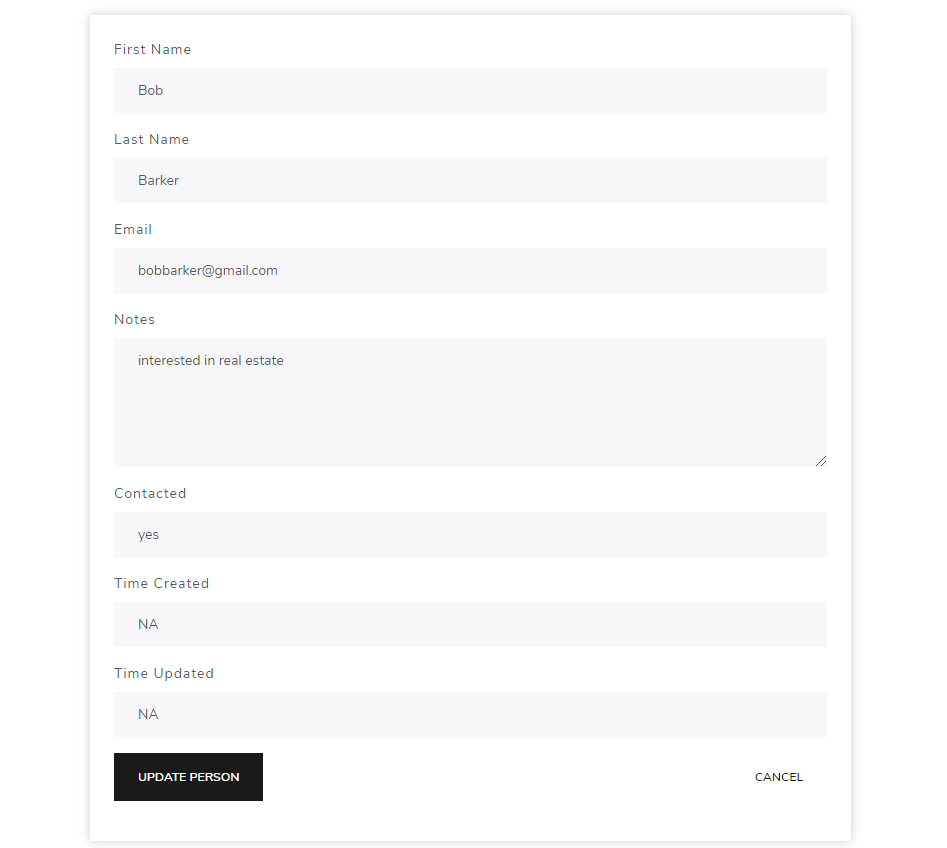 First Name
Bob
Last Name
Barker
Email
bobbarker@gmail.com
Notes
interested in real estate
Contacted
yes
Time Created
NA
Time Updated
NA
UPDATE PERSON
CANCEL